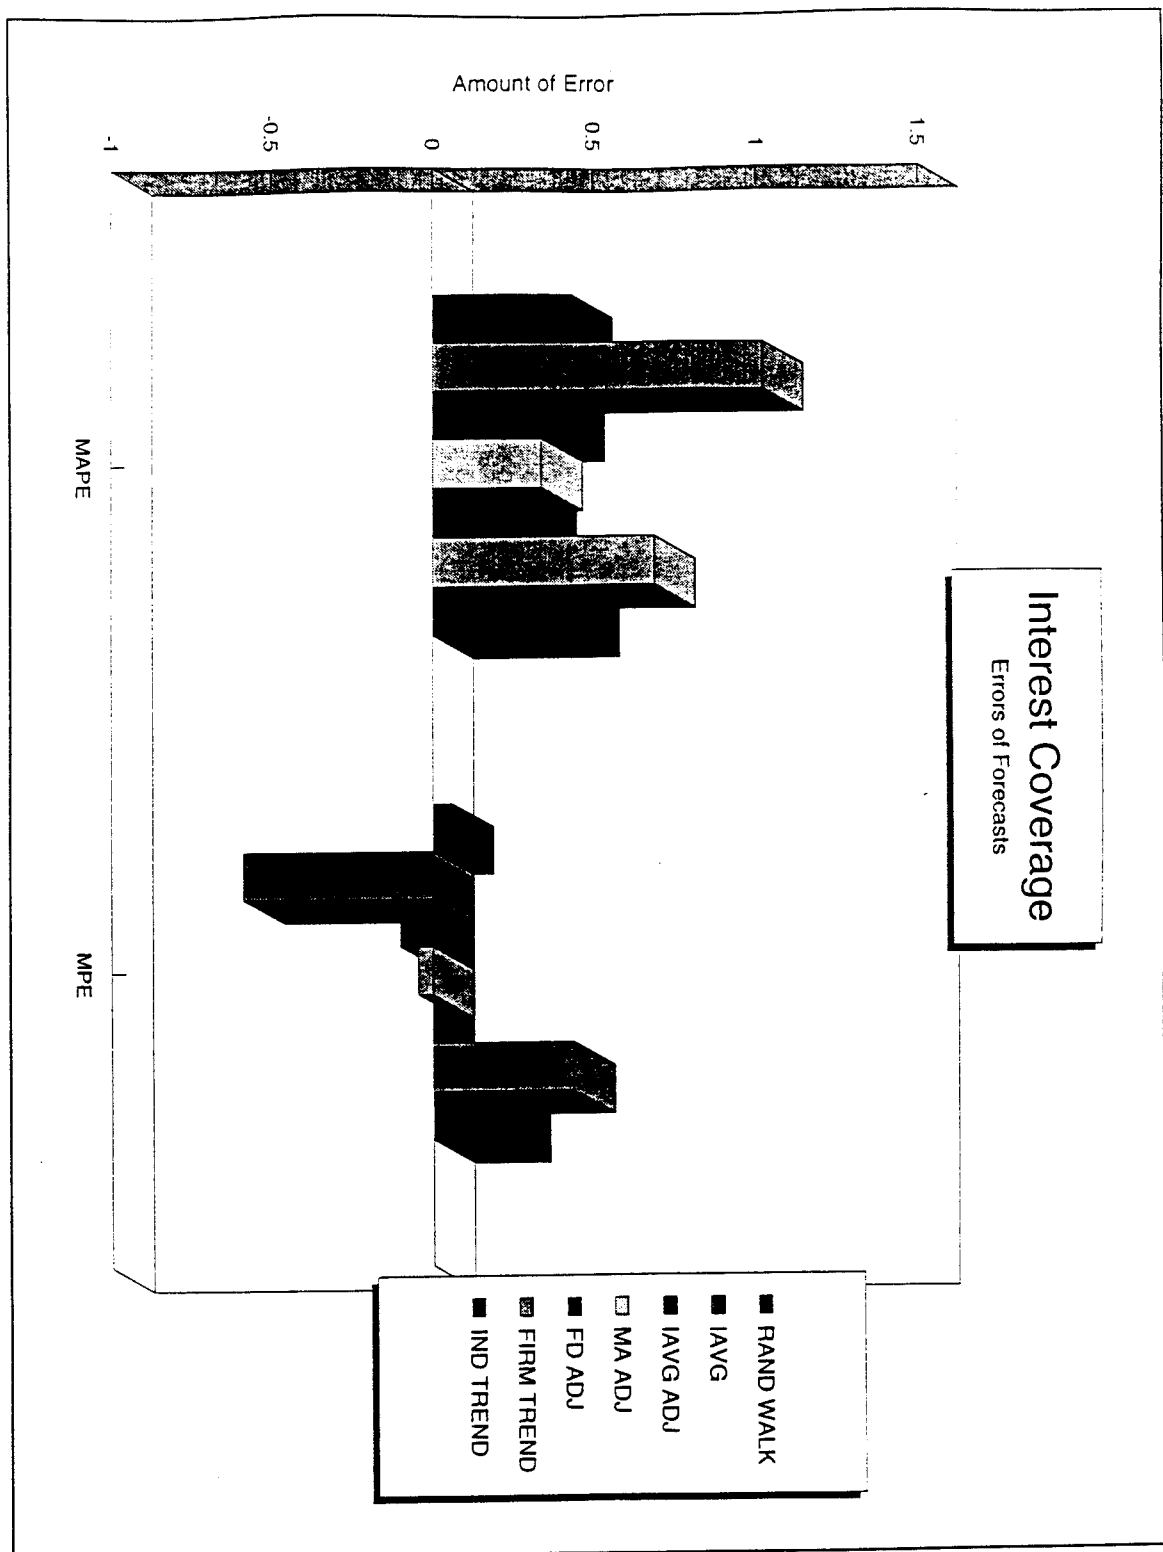 Interest Coverage
Errors of Forecasts
Amount of Error
1.5
1
0.5
0
-0.5
-1
MAPE
MPE
RAND WALK
IAVG
IAVG ADJ
MA ADJ
FD ADJ
FIRM TREND
IND TREND